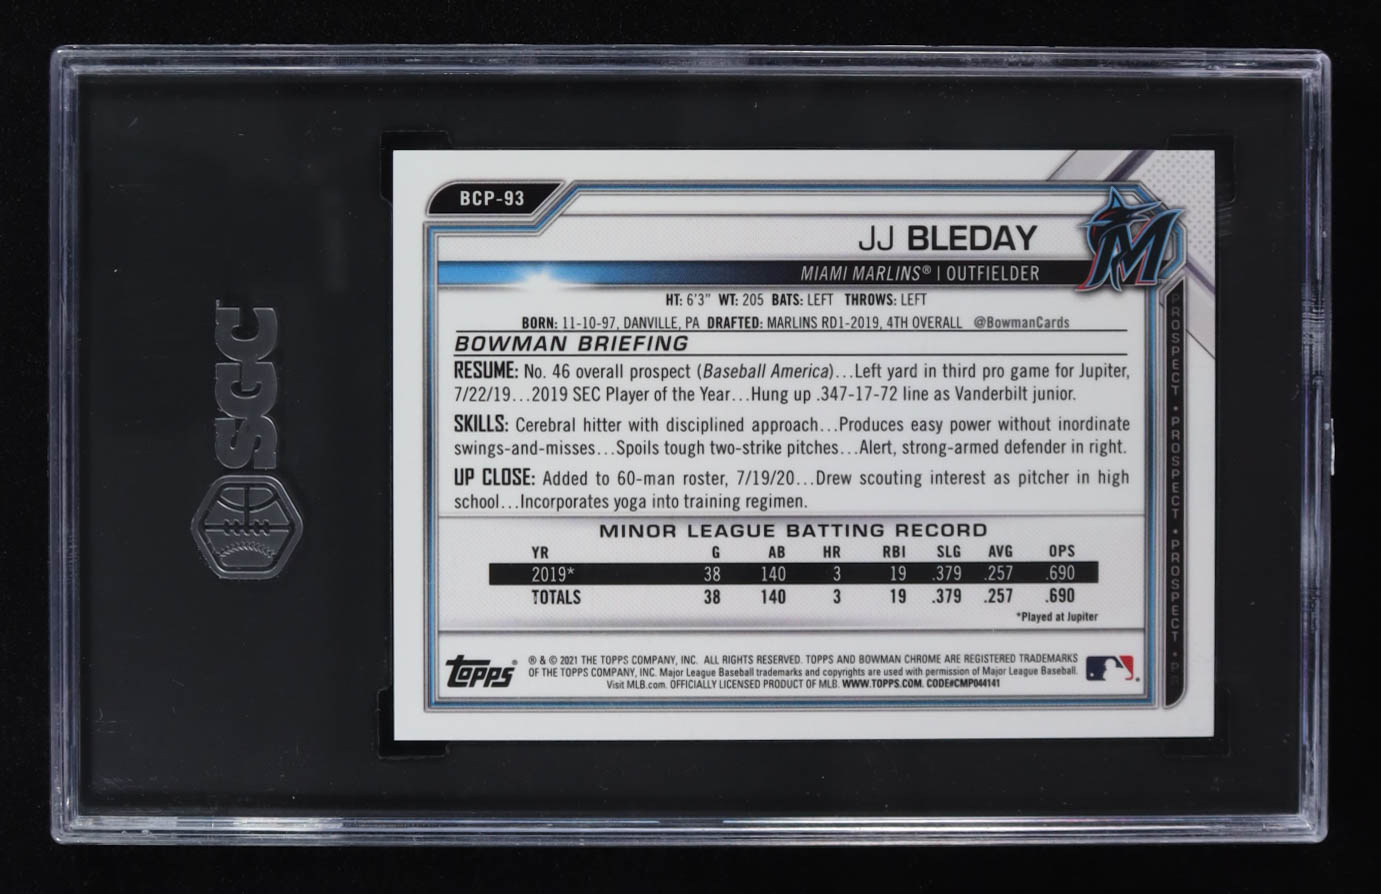 SGC
BCP-93
JJ BLEDAY
MIAMI MARLINS® | OUTFIELDER
HT: 6'3" WT: 205 BATS: LEFT THROWS: LEFT
BORN: 11-10-97, DANVILLE, PA DRAFTED: MARLINS RD1-2019, 4TH OVERALL @BowmanCards
BOWMAN BRIEFING
RESUME: No. 46 overall prospect (Baseball America)...Left yard in third pro game for Jupiter,
7/22/19...2019 SEC Player of the Year...Hung up .347-17-72 line as Vanderbilt junior.
SKILLS: Cerebral hitter with disciplined approach...Produces easy power without inordinate
swings-and-misses...Spoils tough two-strike pitches...Alert, strong-armed defender in right.
UP CLOSE: Added to 60-man roster, 7/19/20...Drew scouting interest as pitcher in high
school...Incorporates yoga into training regimen.
MINOR LEAGUE BATTING RECORD
YR G AB HR RBI SLG AVG OPS
2019* 38 140 3 19 .379 .257 .690
TOTALS 38 140 3 19 .379 .257 .690
*Played at Jupiter
topps® ® & © 2021 THE TOPPS COMPANY, INC. ALL RIGHTS RESERVED. TOPPS AND BOWMAN CHROME ARE REGISTERED TRADEMARKS
OF THE TOPPS COMPANY, INC. Major League Baseball trademarks and copyrights are used with permission of Major League Baseball.
Visit MLB.com. OFFICIALLY LICENSED PRODUCT OF MLB. WWW.TOPPS.COM. CODE#CMP044141
PROSPECT • PROSPECT • PROSPECT • P